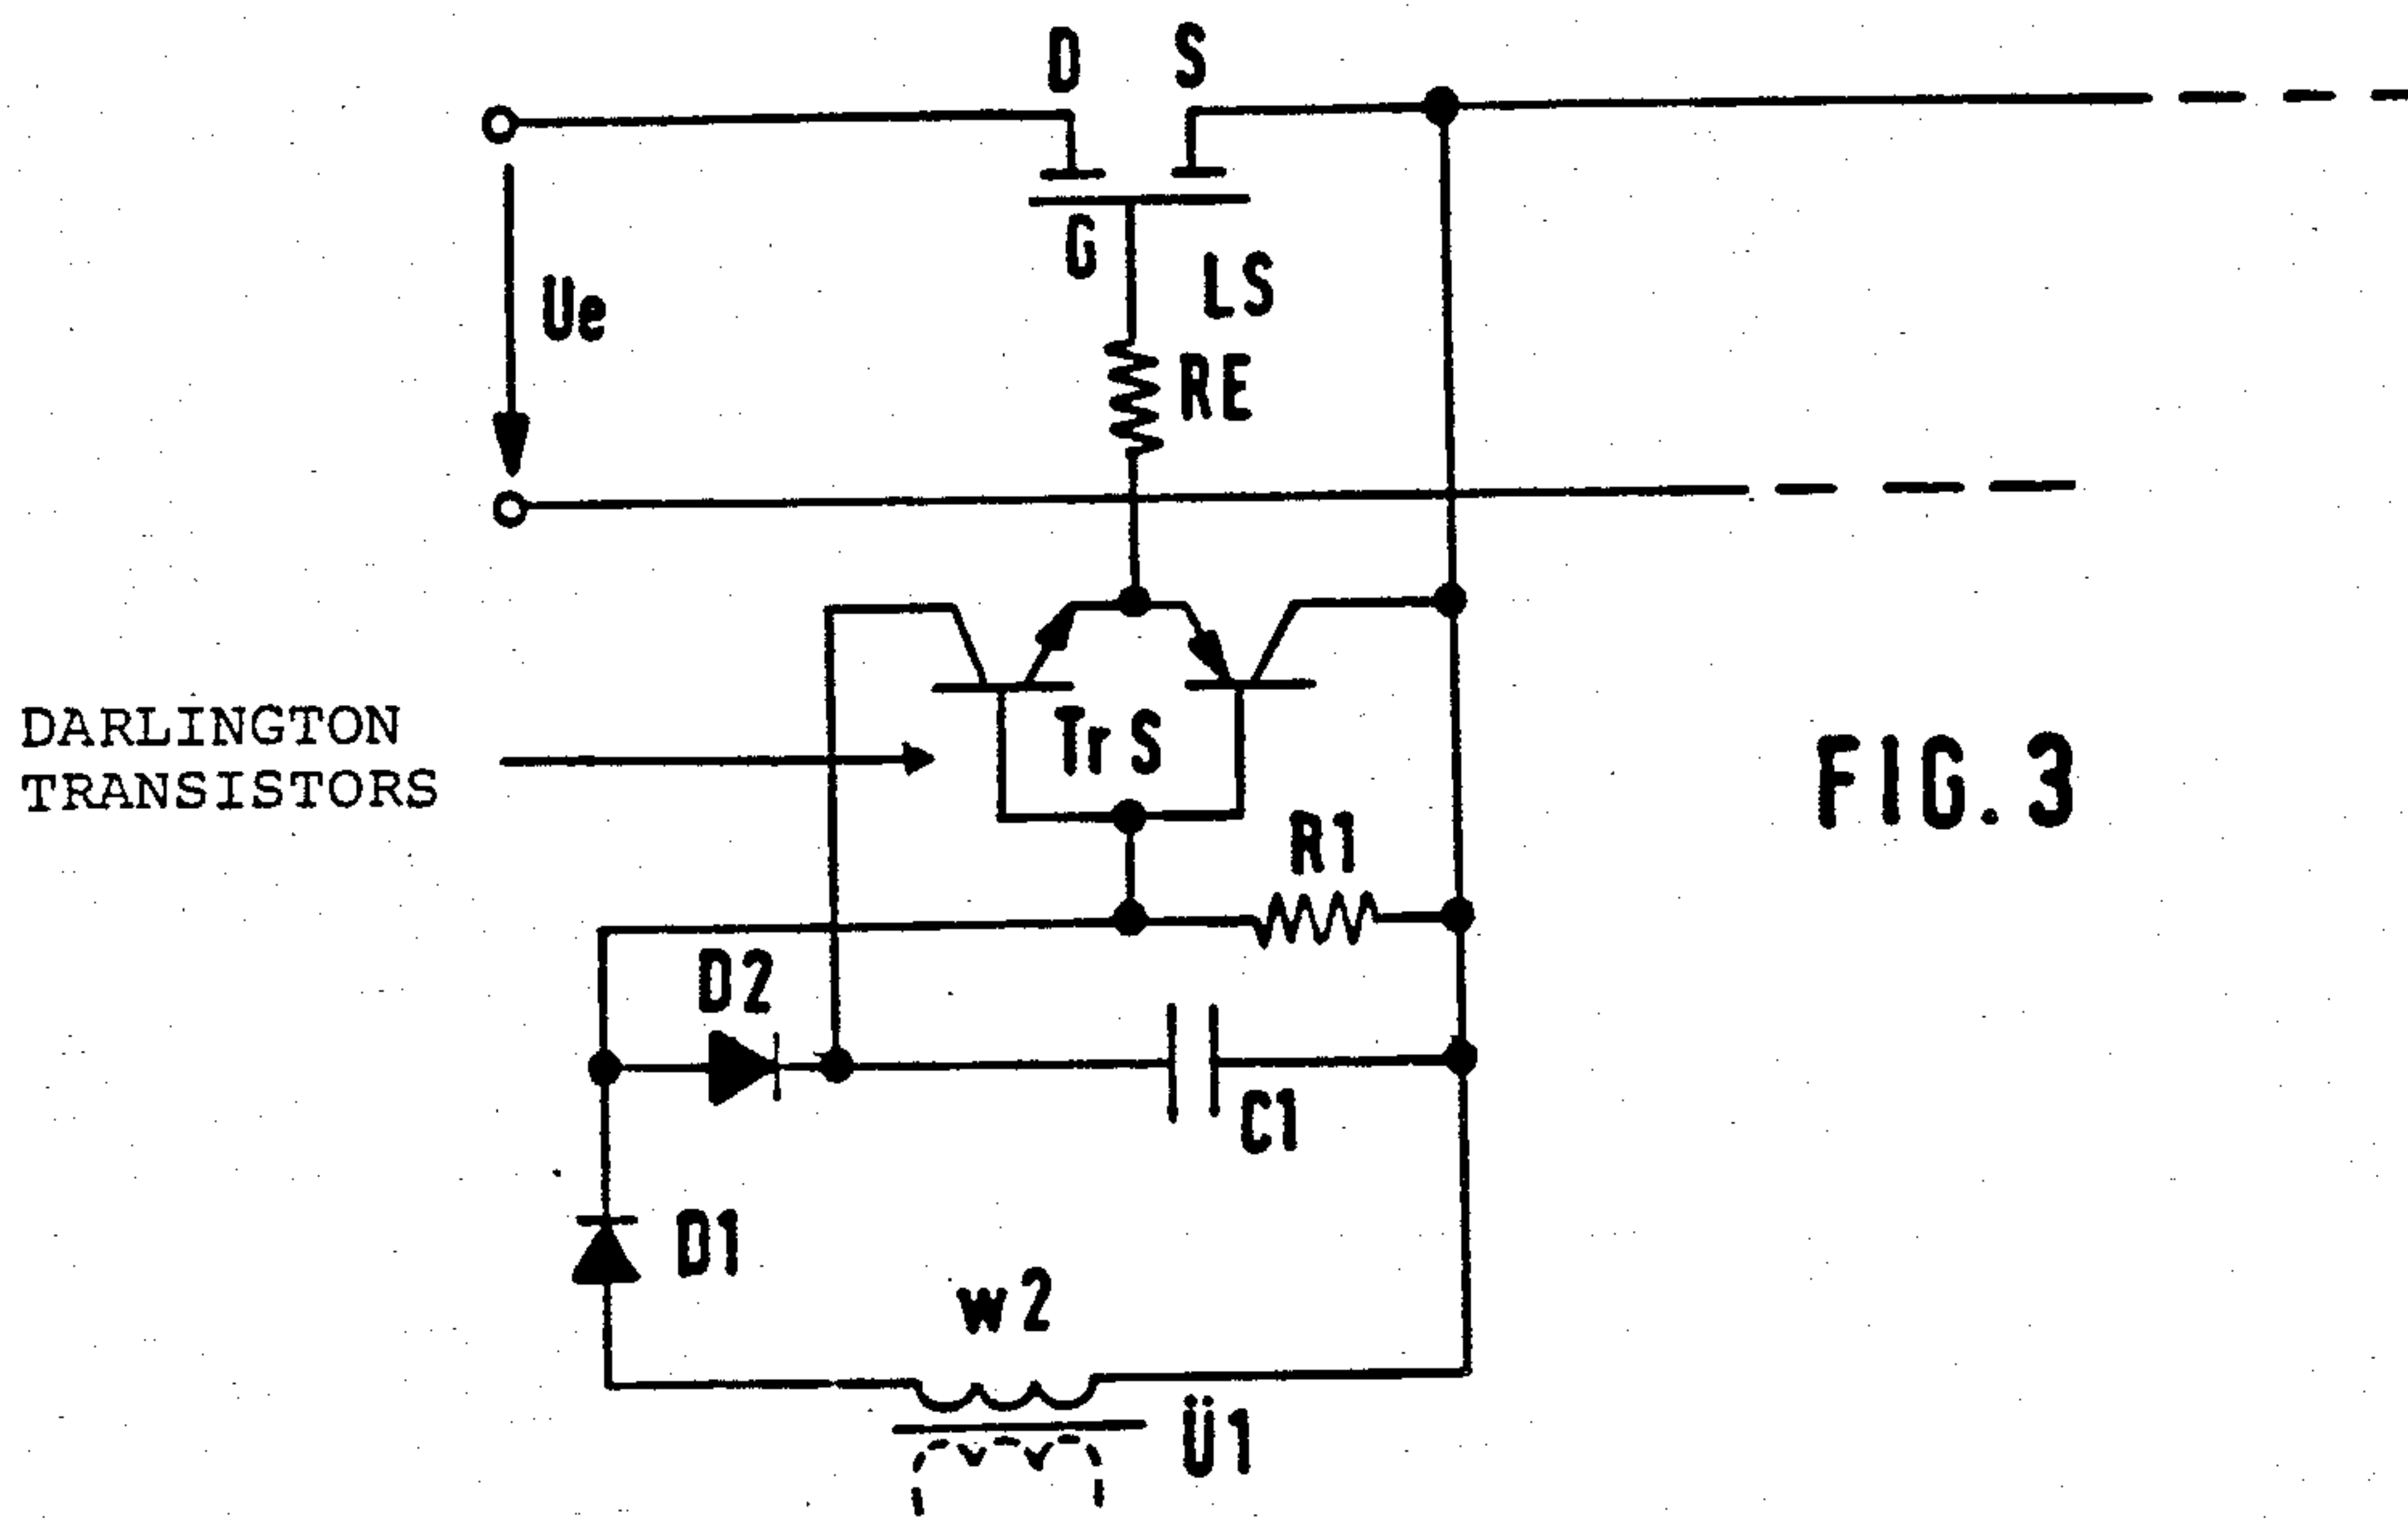 D S
G
LS
Ue
RE
DARLINGTON
TRANSISTORS
Tr S
FIG. 3
R1
D2
C1
D1
w2
Ü1